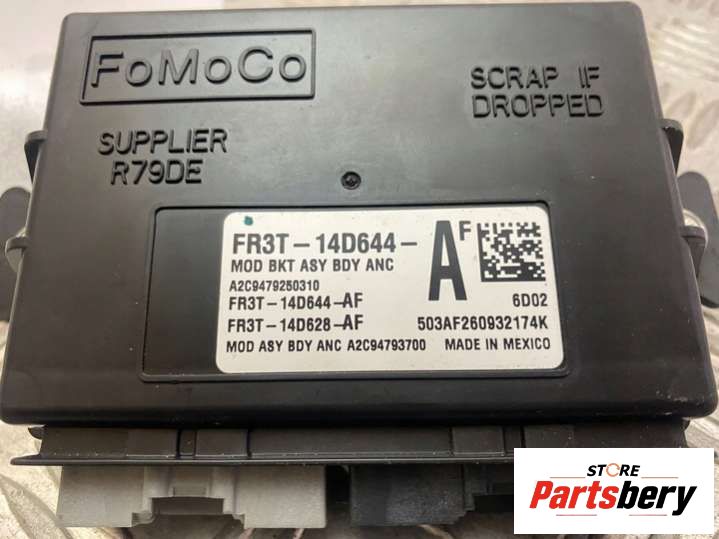 FoMoCo
SCRAP IF
DROPPED
SUPPLIER
R79DE
FR3T-14D644-
AF
MOD BKT ASY BDY ANC
A2C9479250310
FR3T-14D644-AF
6D02
FR3T-14D628-AF
503AF260932174K
MOD ASY BDY ANC A2C94793700
MADE IN MEXICO
STORE
Partsbery